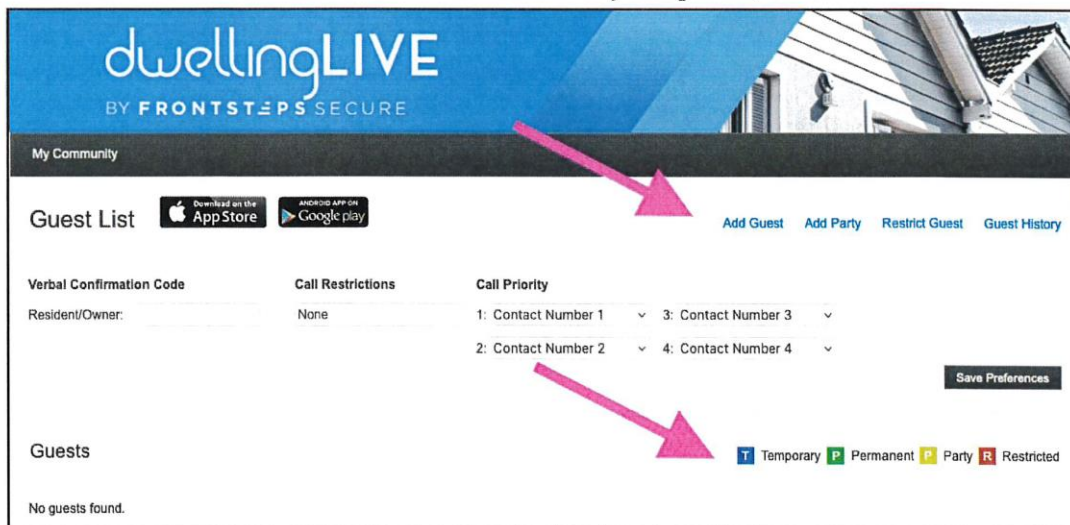 dwellingLIVE
BY FRONTSTEPS SECURE
My Community
Guest List
Download on the
App Store
ANDROID APP ON
Google play
Add Guest Add Party Restrict Guest Guest History
Verbal Confirmation Code Call Restrictions Call Priority
Resident/Owner: None 1: Contact Number 1 3: Contact Number 3
2: Contact Number 2 4: Contact Number 4
Save Preferences
Guests
T Temporary P Permanent P Party R Restricted
No guests found.